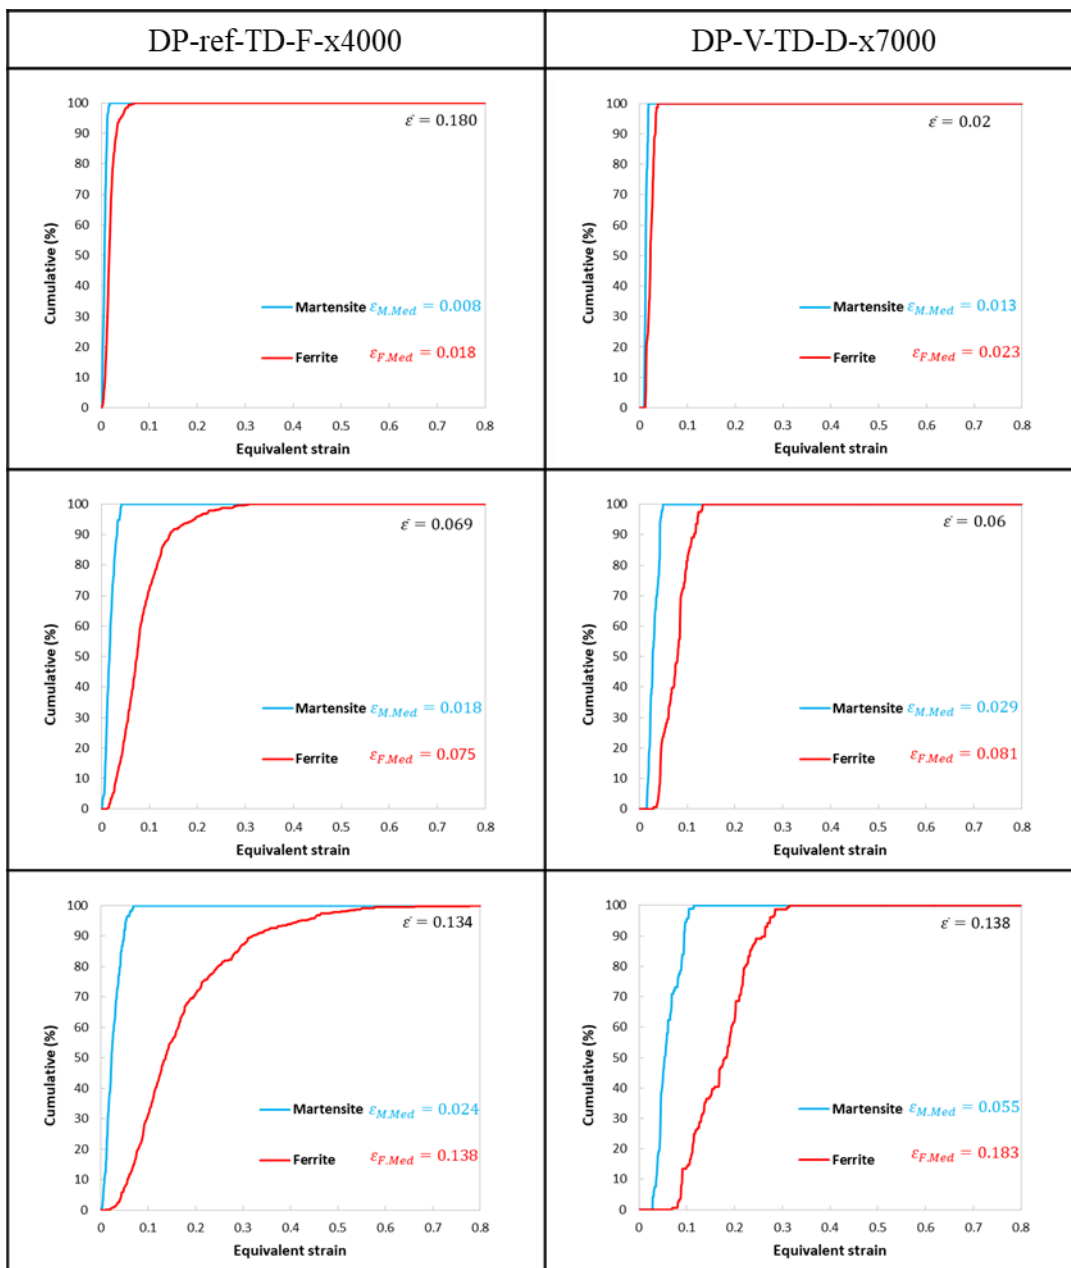 DP-ref-TD-F-x4000
DP-V-TD-D-x7000
100
90
80
70
60
50
40
30
20
10
0
Cumulative (%)
ε̄ = 0.180
Martensite ε_M.Med = 0.008
Ferrite ε_F.Med = 0.018
0 0.1 0.2 0.3 0.4 0.5 0.6 0.7 0.8
Equivalent strain
100
90
80
70
60
50
40
30
20
10
0
Cumulative (%)
ε̄ = 0.02
Martensite ε_M.Med = 0.013
Ferrite ε_F.Med = 0.023
0 0.1 0.2 0.3 0.4 0.5 0.6 0.7 0.8
Equivalent strain
100
90
80
70
60
50
40
30
20
10
0
Cumulative (%)
ε̄ = 0.069
Martensite ε_M.Med = 0.018
Ferrite ε_F.Med = 0.075
0 0.1 0.2 0.3 0.4 0.5 0.6 0.7 0.8
Equivalent strain
100
90
80
70
60
50
40
30
20
10
0
Cumulative (%)
ε̄ = 0.06
Martensite ε_M.Med = 0.029
Ferrite ε_F.Med = 0.081
0 0.1 0.2 0.3 0.4 0.5 0.6 0.7 0.8
Equivalent strain
100
90
80
70
60
50
40
30
20
10
0
Cumulative (%)
ε̄ = 0.134
Martensite ε_M.Med = 0.024
Ferrite ε_F.Med = 0.138
0 0.1 0.2 0.3 0.4 0.5 0.6 0.7 0.8
Equivalent strain
100
90
80
70
60
50
40
30
20
10
0
Cumulative (%)
ε̄ = 0.138
Martensite ε_M.Med = 0.055
Ferrite ε_F.Med = 0.183
0 0.1 0.2 0.3 0.4 0.5 0.6 0.7 0.8
Equivalent strain